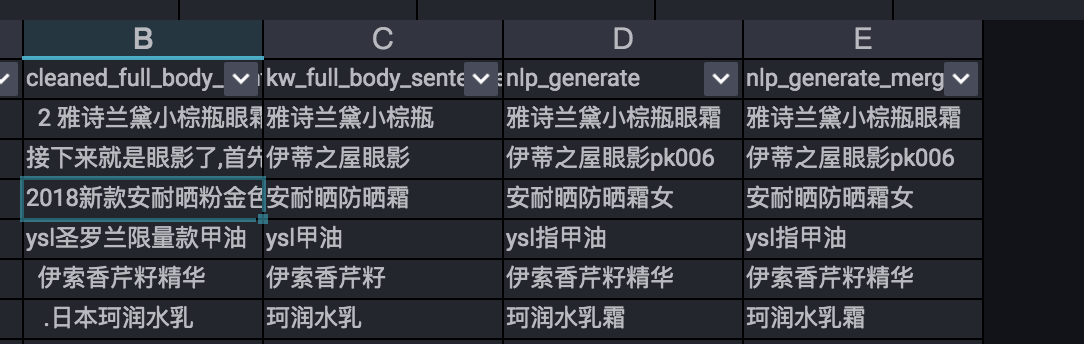 B C D E
cleaned_full_body_ kw_full_body_sente nlp_generate nlp_generate_merg
2 雅诗兰黛小棕瓶眼霜 雅诗兰黛小棕瓶 雅诗兰黛小棕瓶眼霜 雅诗兰黛小棕瓶眼霜
接下来就是眼影了,首先 伊蒂之屋眼影 伊蒂之屋眼影pk006 伊蒂之屋眼影pk006
2018新款安耐晒粉金色 安耐晒防晒霜 安耐晒防晒霜女 安耐晒防晒霜女
ysl圣罗兰限量款甲油 ysl甲油 ysl指甲油 ysl指甲油
伊索香芹籽精华 伊索香芹籽 伊索香芹籽精华 伊索香芹籽精华
.日本珂润水乳 珂润水乳 珂润水乳霜 珂润水乳霜